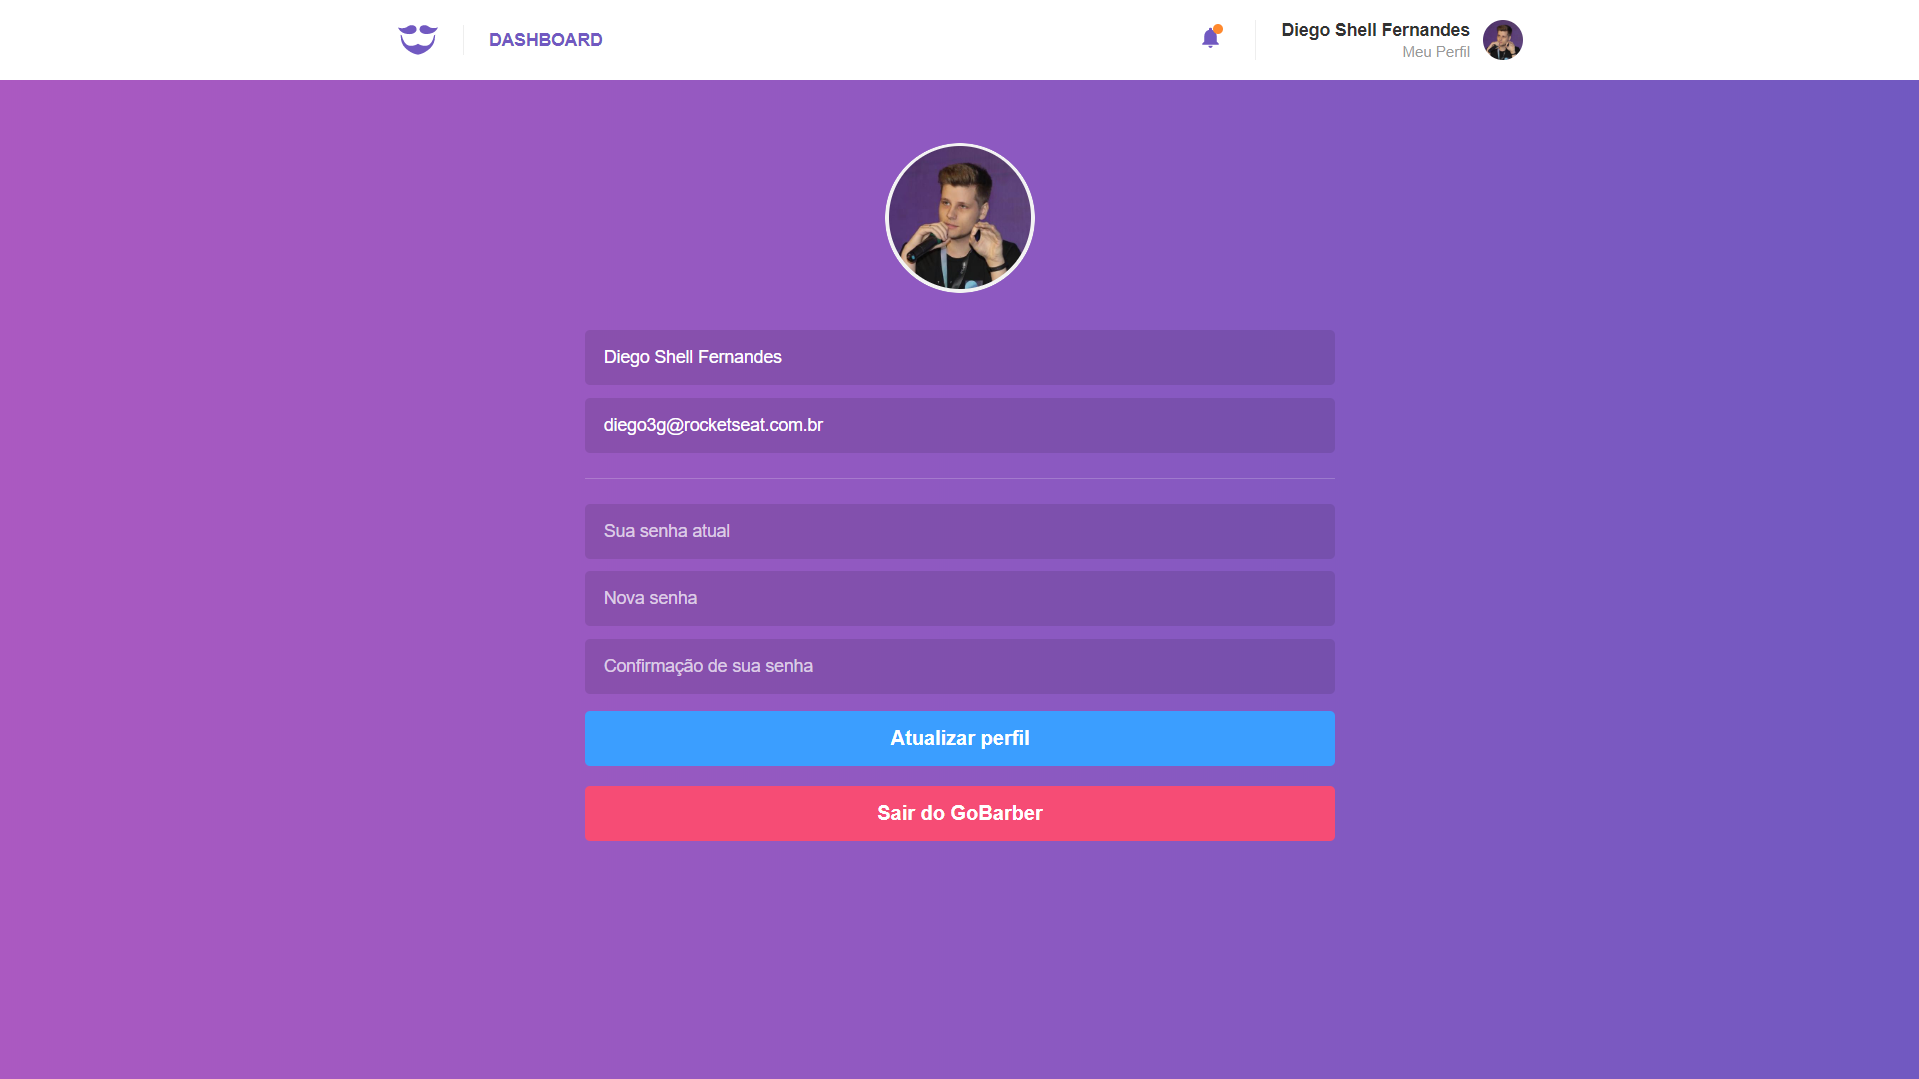 DASHBOARD
Diego Shell Fernandes
Meu Perfil
Diego Shell Fernandes
diego3g@rocketseat.com.br
Sua senha atual
Nova senha
Confirmação de sua senha
Atualizar perfil
Sair do GoBarber